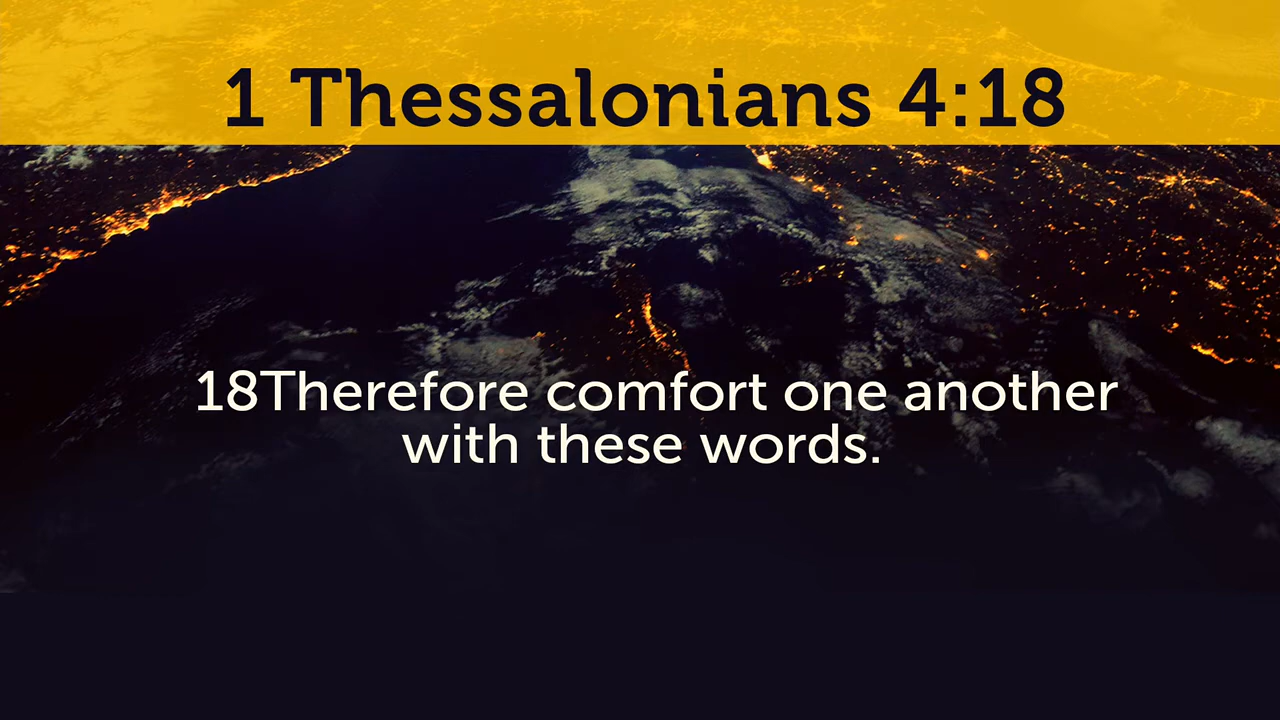 1 Thessalonians 4:18
18Therefore comfort one another
with these words.